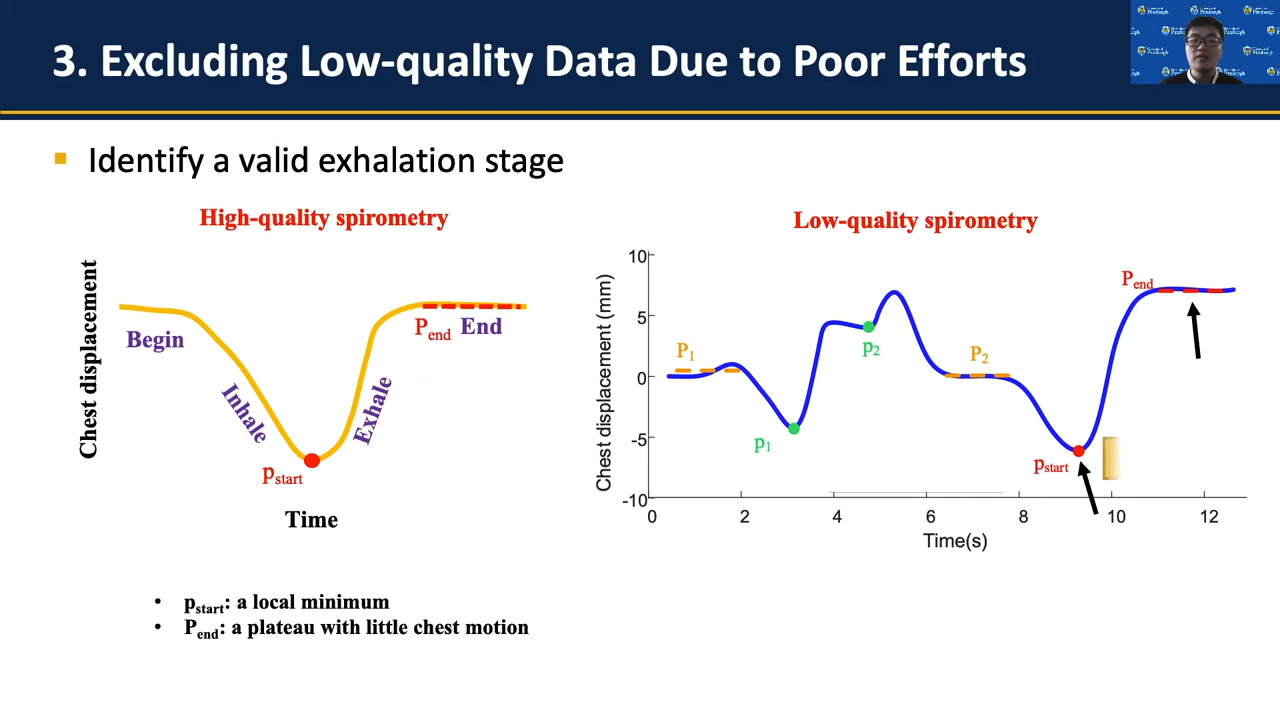 3. Excluding Low-quality Data Due to Poor Efforts
Identify a valid exhalation stage
High-quality spirometry
Chest displacement
Begin
Inhale
pstart
Exhale
Pend End
Time
Low-quality spirometry
Chest displacement (mm)
10
5
0
-5
-10
P1
p1
p2
P2
pstart
Pend
0 2 4 6 8 10 12
Time(s)
• pstart: a local minimum
• Pend: a plateau with little chest motion